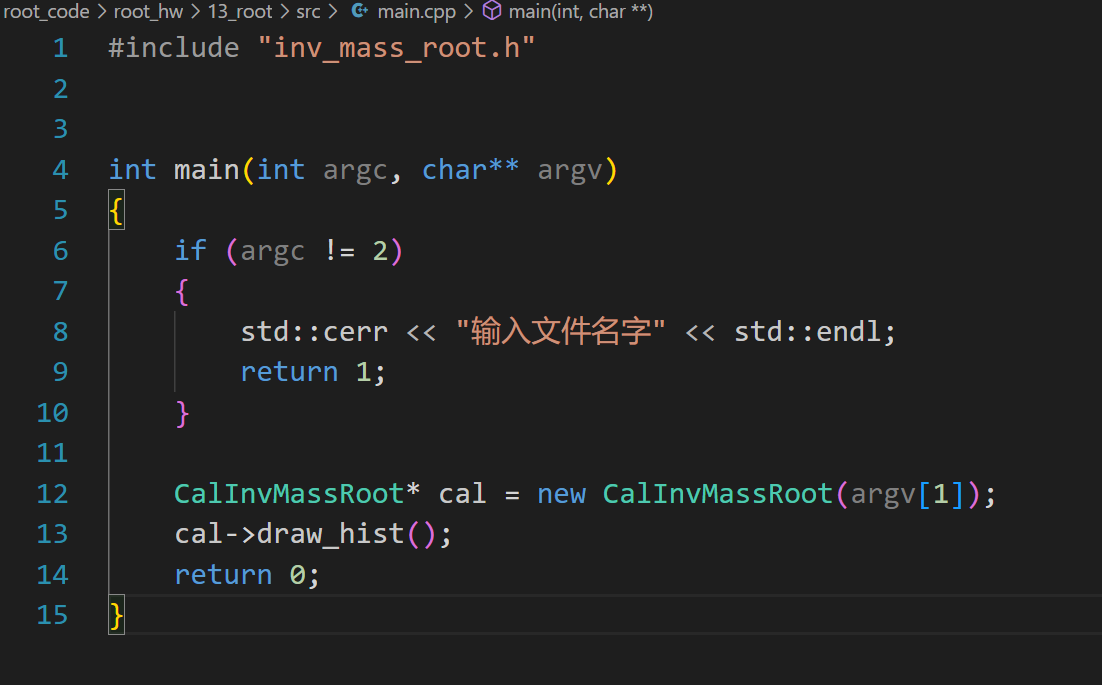 root_code > root_hw > 13_root > src > main.cpp > main(int, char **)
1 #include "inv_mass_root.h"
2
3
4 int main(int argc, char** argv)
5 {
6 if (argc != 2)
7 {
8 std::cerr << "输入文件名字" << std::endl;
9 return 1;
10 }
11
12 CalInvMassRoot* cal = new CalInvMassRoot(argv[1]);
13 cal->draw_hist();
14 return 0;
15 }